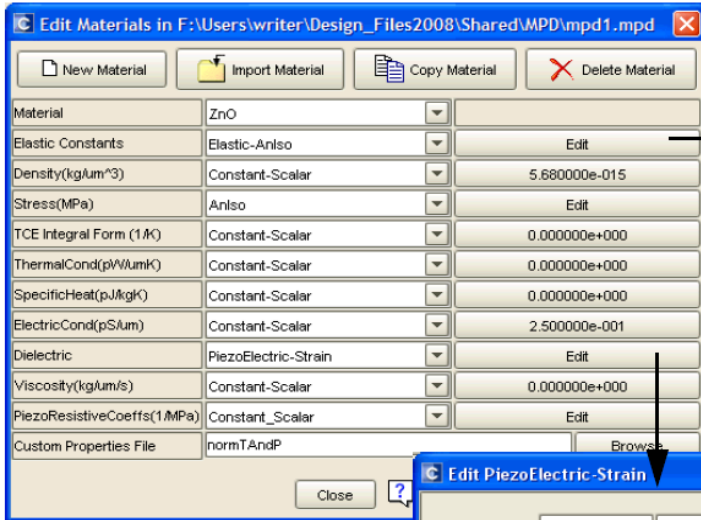 Edit Materials in F:\Users\writer\Design_Files2008\Shared\MPD\mpd1.mpd
New Material Import Material Copy Material Delete Material
Material ZnO
Elastic Constants Elastic-AnIso Edit
Density(kg/um^3) Constant-Scalar 5.680000e-015
Stress(MPa) AnIso Edit
TCE Integral Form (1/K) Constant-Scalar 0.000000e+000
ThermalCond(pW/umK) Constant-Scalar 0.000000e+000
SpecificHeat(pJ/kgK) Constant-Scalar 0.000000e+000
ElectricCond(pS/um) Constant-Scalar 2.500000e-001
Dielectric PiezoElectric-Strain Edit
Viscosity(kg/um/s) Constant-Scalar 0.000000e+000
PiezoResistiveCoeffs(1/MPa) Constant_Scalar Edit
Custom Properties File normTAndP Browse
Close ?
Edit PiezoElectric-Strain